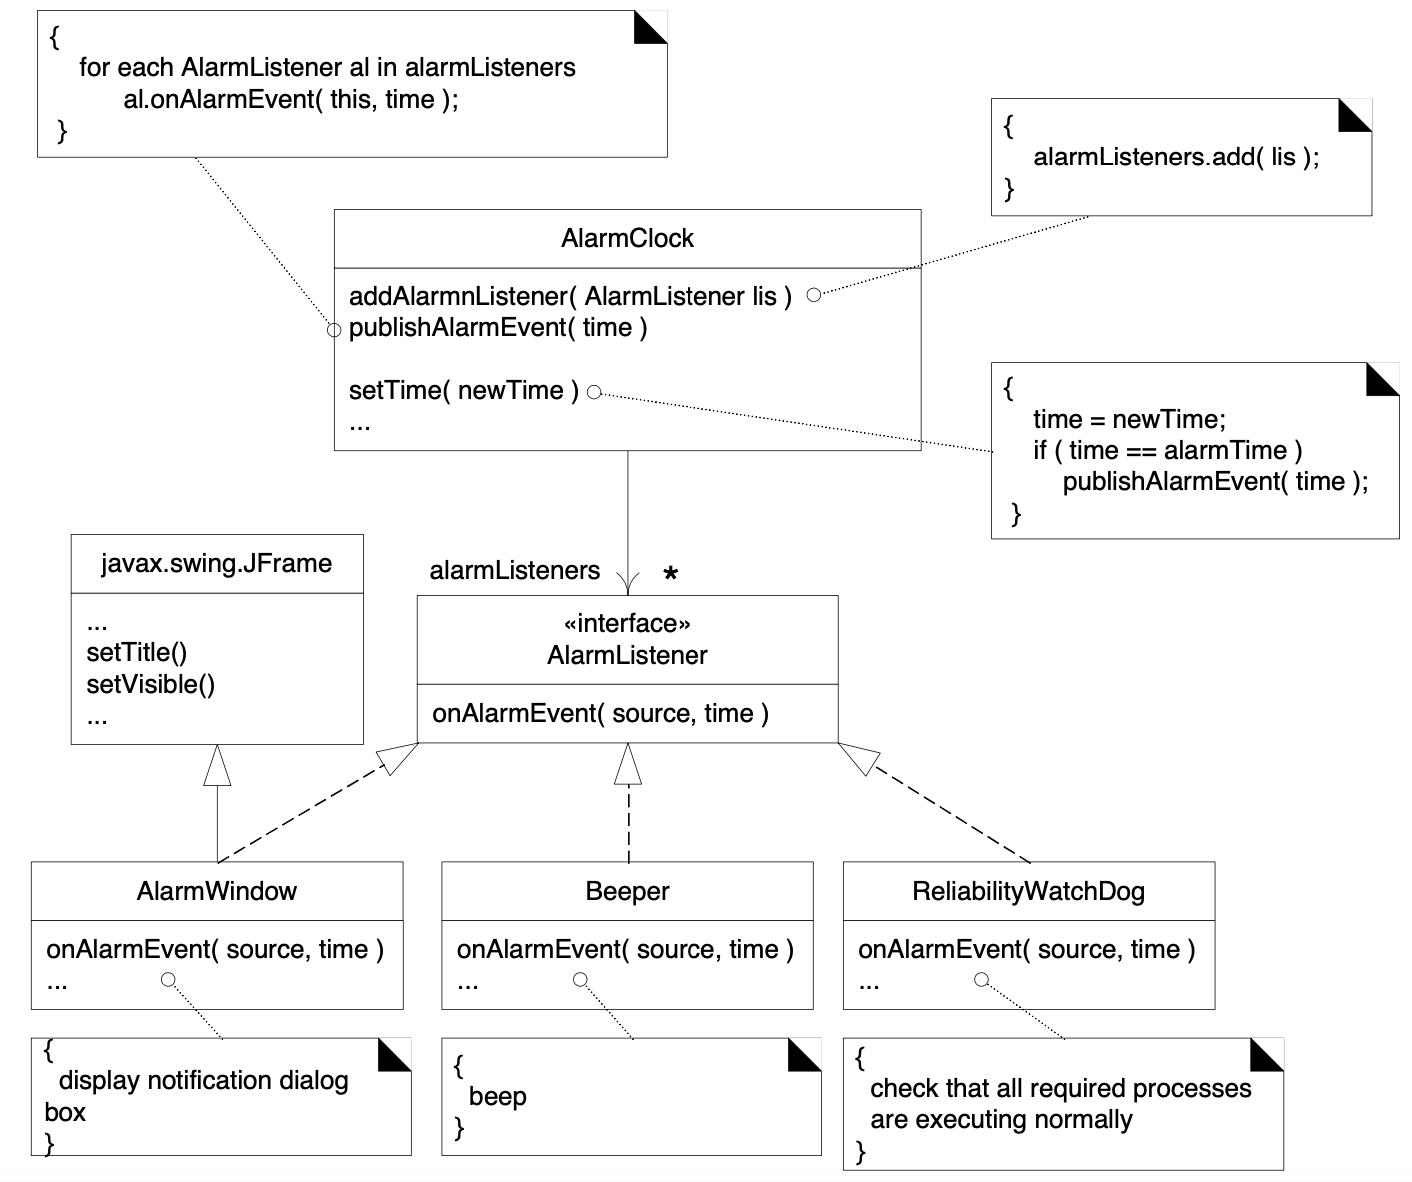 {
for each AlarmListener al in alarmListeners
al.onAlarmEvent( this, time );
}
{
alarmListeners.add( lis );
}
AlarmClock
addAlarmnListener( AlarmListener lis )
publishAlarmEvent( time )
setTime( newTime )
...
{
time = newTime;
if ( time == alarmTime )
publishAlarmEvent( time );
}
javax.swing.JFrame
...
setTitle()
setVisible()
...
alarmListeners
*
«interface»
AlarmListener
onAlarmEvent( source, time )
AlarmWindow
onAlarmEvent( source, time )
...
Beeper
onAlarmEvent( source, time )
...
ReliabilityWatchDog
onAlarmEvent( source, time )
...
{
display notification dialog
box
}
{
beep
}
{
check that all required processes
are executing normally
}